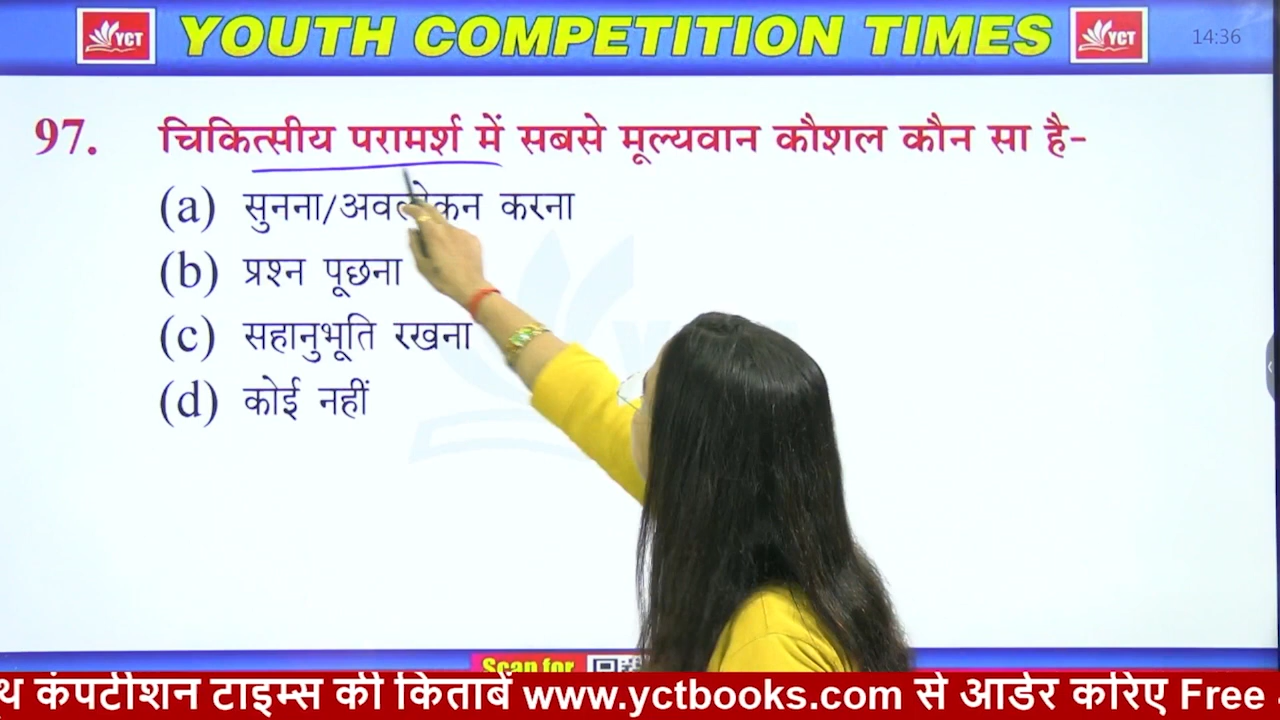 YCT
YOUTH COMPETITION TIMES
YCT
14:36
97. चिकित्सीय परामर्श में सबसे मूल्यवान कौशल कौन सा है-
(a) सुनना/अवलोकन करना
(b) प्रश्न पूछना
(c) सहानुभूति रखना
(d) कोई नहीं
Scan for
कंपटीशन टाइम्स की किताबें www.yctbooks.com से आर्डर करिए Free